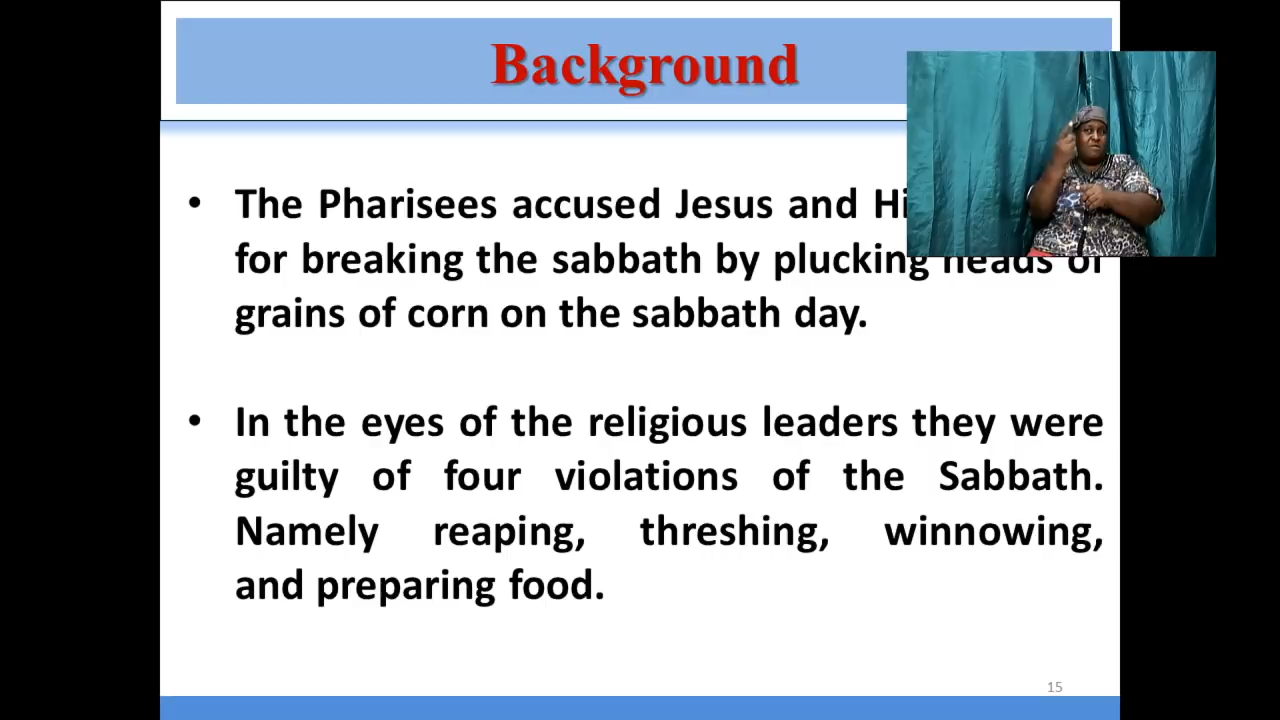 Background
• The Pharisees accused Jesus and
for breaking the sabbath by plucking heads of
grains of corn on the sabbath day.
• In the eyes of the religious leaders they were
guilty of four violations of the Sabbath.
Namely reaping, threshing, winnowing,
and preparing food.
15